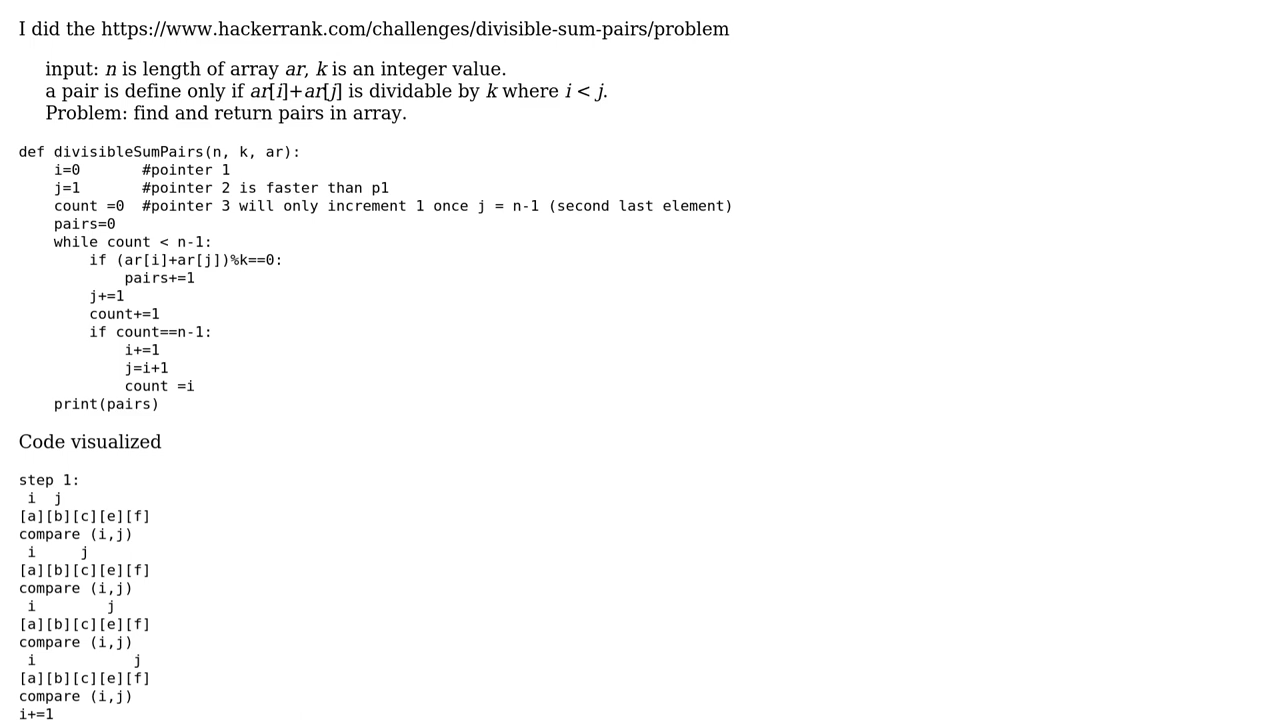 I did the https://www.hackerrank.com/challenges/divisible-sum-pairs/problem
input: n is length of array ar, k is an integer value.
a pair is define only if ar[i]+ar[j] is dividable by k where i < j.
Problem: find and return pairs in array.
def divisibleSumPairs(n, k, ar):
    i=0       #pointer 1
    j=1       #pointer 2 is faster than p1
    count =0  #pointer 3 will only increment 1 once j = n-1 (second last element)
    pairs=0
    while count < n-1:
        if (ar[i]+ar[j])%k==0:
            pairs+=1
        j+=1
        count+=1
        if count==n-1:
            i+=1
            j=i+1
            count =i
    print(pairs)
Code visualized
step 1:
 i  j
[a][b][c][e][f]
compare (i,j)
 i     j
[a][b][c][e][f]
compare (i,j)
 i        j
[a][b][c][e][f]
compare (i,j)
 i           j
[a][b][c][e][f]
compare (i,j)
i+=1